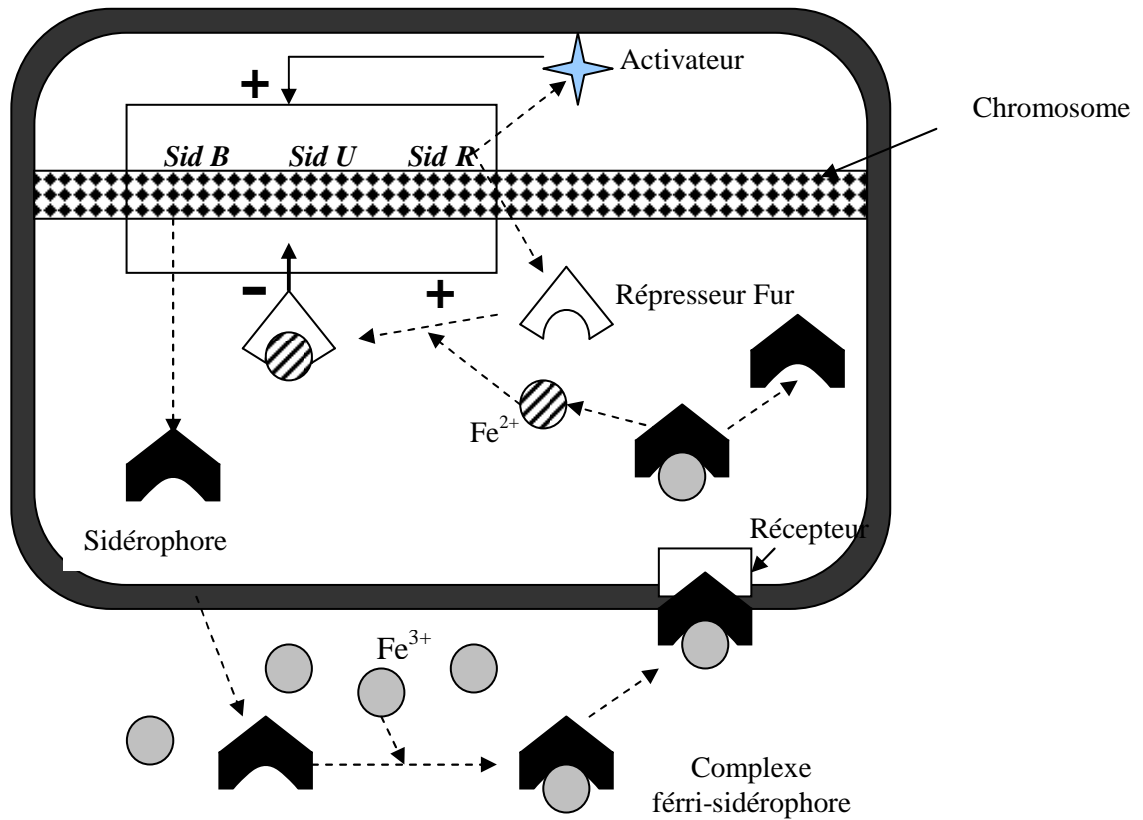 Activateur
+
Chromosome
Sid B Sid U Sid R
- +
Répresseur Fur
Fe²⁺
Sidérophore
Récepteur
Fe³⁺
Complexe
férri-sidérophore